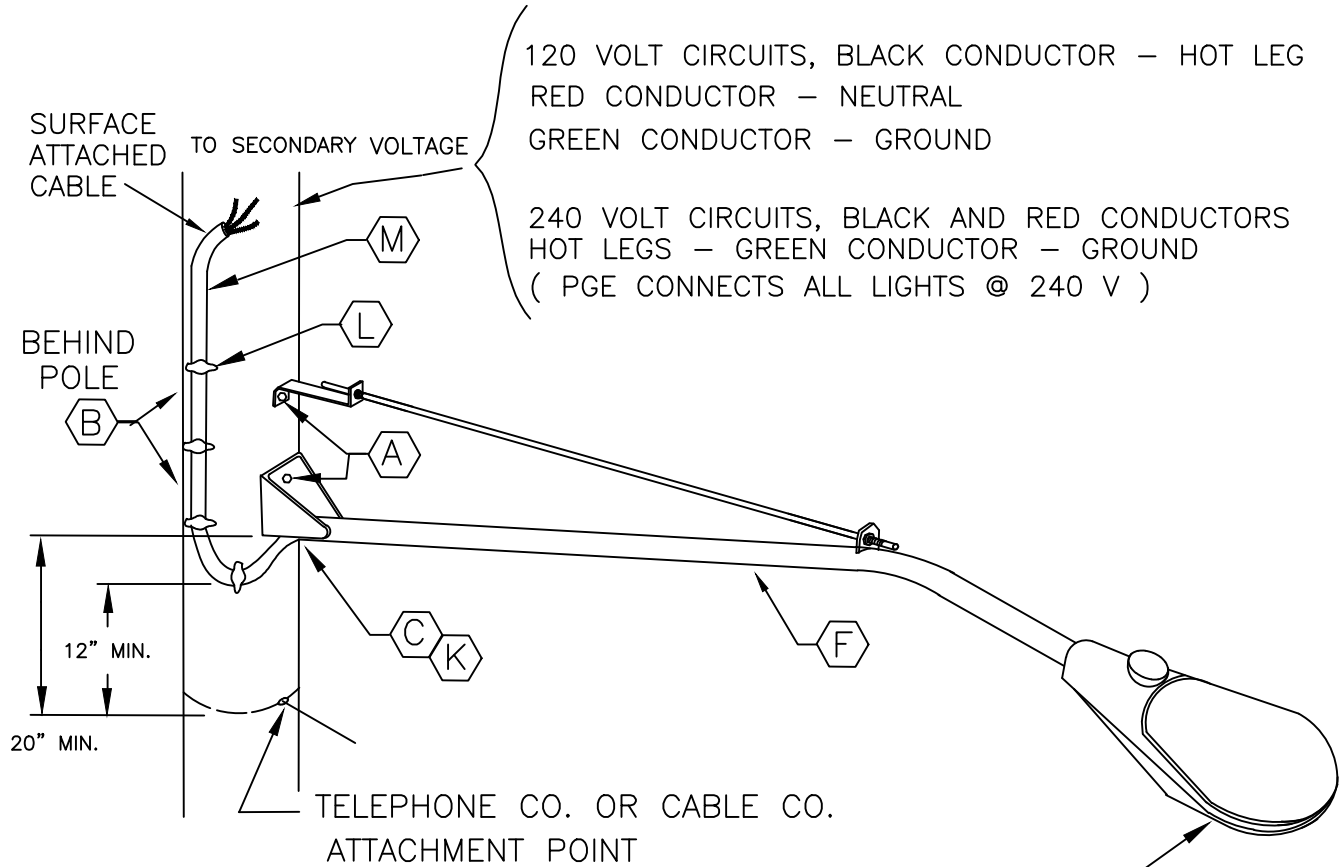 120 VOLT CIRCUITS, BLACK CONDUCTOR – HOT LEG
RED CONDUCTOR – NEUTRAL
GREEN CONDUCTOR – GROUND
SURFACE
ATTACHED
CABLE
TO SECONDARY VOLTAGE
240 VOLT CIRCUITS, BLACK AND RED CONDUCTORS
HOT LEGS – GREEN CONDUCTOR – GROUND
( PGE CONNECTS ALL LIGHTS @ 240 V )
M
L
BEHIND
POLE
B
A
C
K
F
12” MIN.
20” MIN.
TELEPHONE CO. OR CABLE CO.
ATTACHMENT POINT